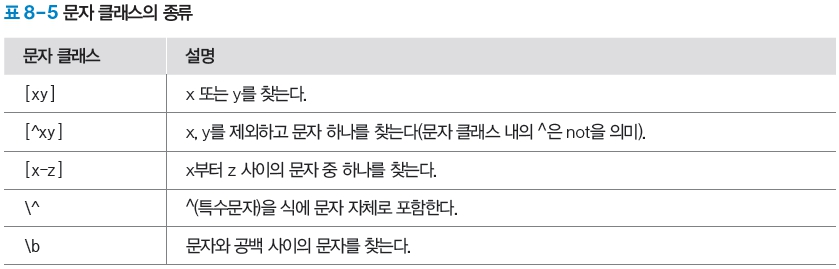 표 8-5 문자 클래스의 종류
문자 클래스 설명
[xy] x 또는 y를 찾는다.
[^xy] x, y를 제외하고 문자 하나를 찾는다(문자 클래스 내의 ^은 not을 의미).
[x-z] x부터 z 사이의 문자 중 하나를 찾는다.
\^ ^(특수문자)을 식에 문자 자체로 포함한다.
\b 문자와 공백 사이의 문자를 찾는다.